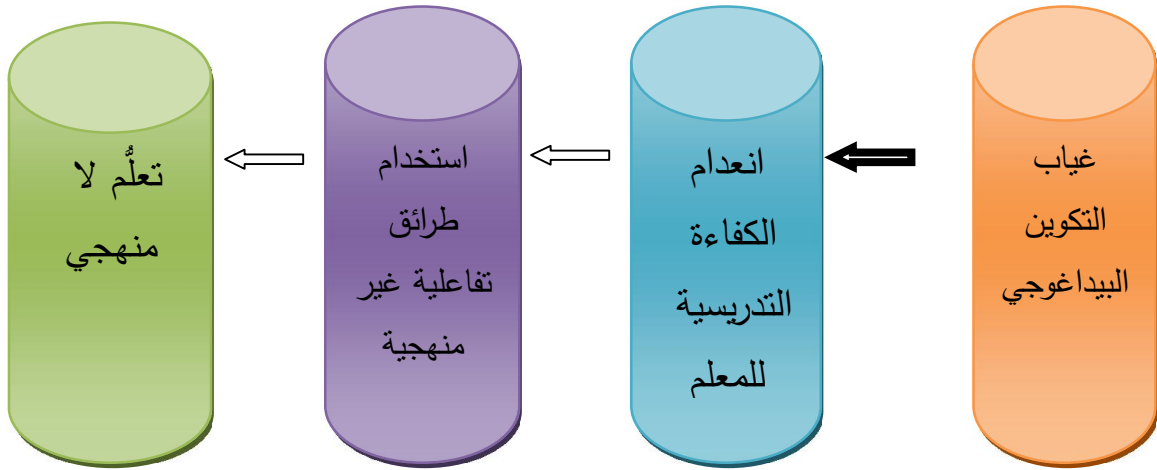 غياب
التكوين
البيداغوجي
انعدام
الكفاءة
التدريسية
للمعلم
استخدام
طرائق
تفاعلية غير
منهجية
تعلُّم لا
منهجي